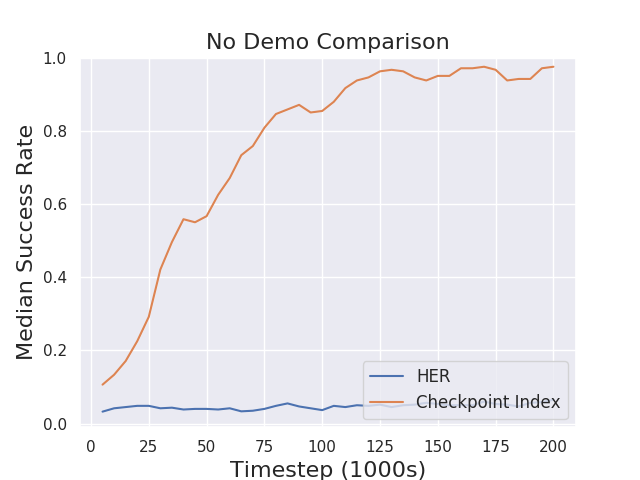 No Demo Comparison
Median Success Rate
1.0
0.8
0.6
0.4
0.2
0.0
HER
Checkpoint Index
0 25 50 75 100 125 150 175 200
Timestep (1000s)